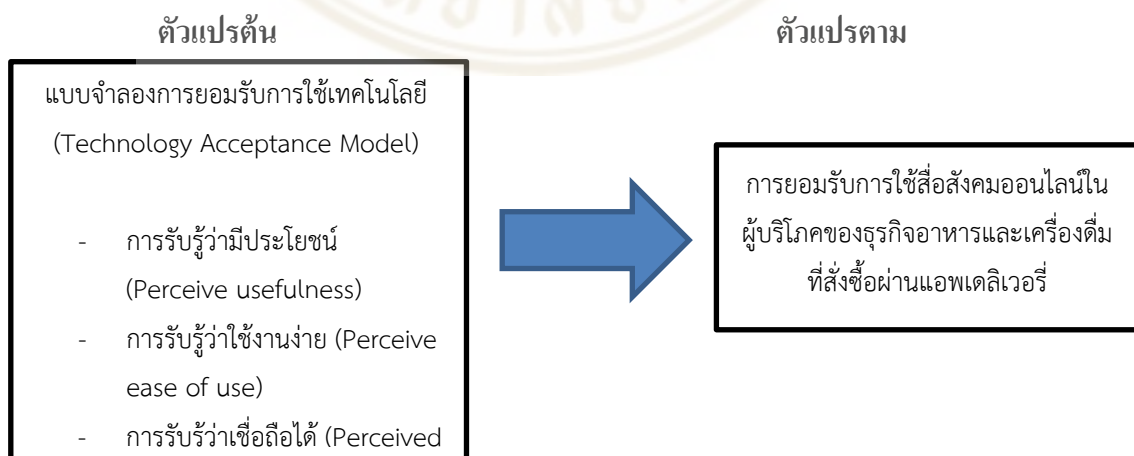 ตัวแปรต้น
ตัวแปรตาม
แบบจำลองการยอมรับการใช้เทคโนโลยี
(Technology Acceptance Model)
- การรับรู้ว่ามีประโยชน์
(Perceive usefulness)
- การรับรู้ว่าใช้งานง่าย (Perceive
ease of use)
- การรับรู้ว่าเชื่อถือได้ (Perceived
การยอมรับการใช้สื่อสังคมออนไลน์ใน
ผู้บริโภคของธุรกิจอาหารและเครื่องดื่ม
ที่สั่งซื้อผ่านแอพเดลิเวอรี่